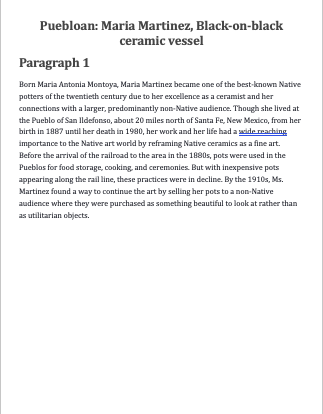 Puebloan: Maria Martinez, Black-on-black
ceramic vessel
Paragraph 1
Born Maria Antonia Montoya, Maria Martinez became one of the best-known Native
potters of the twentieth century due to her excellence as a ceramist and her
connections with a larger, predominantly non-Native audience. Though she lived at
the Pueblo of San Ildefonso, about 20 miles north of Santa Fe, New Mexico, from her
birth in 1887 until her death in 1980, her work and her life had a wide reaching
importance to the Native art world by reframing Native ceramics as a fine art.
Before the arrival of the railroad to the area in the 1880s, pots were used in the
Pueblos for food storage, cooking, and ceremonies. But with inexpensive pots
appearing along the rail line, these practices were in decline. By the 1910s, Ms.
Martinez found a way to continue the art by selling her pots to a non-Native
audience where they were purchased as something beautiful to look at rather than
as utilitarian objects.